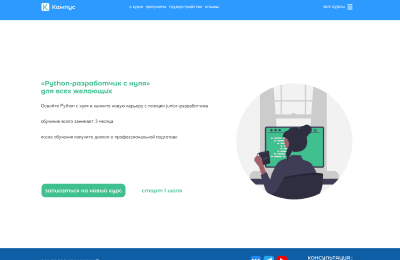 Кампус
о курсе программа трудоустройство отзывы
все курсы
«Python-разработчик с нуля»
для всех желающих
Освойте Python с нуля и начните новую карьеру с позиции junior-разработчика
обучение всего занимает 3 месяца
после обучения получите диплом о профессиональной подготовке
записаться на новый курс
старт 1 июля
консультация: